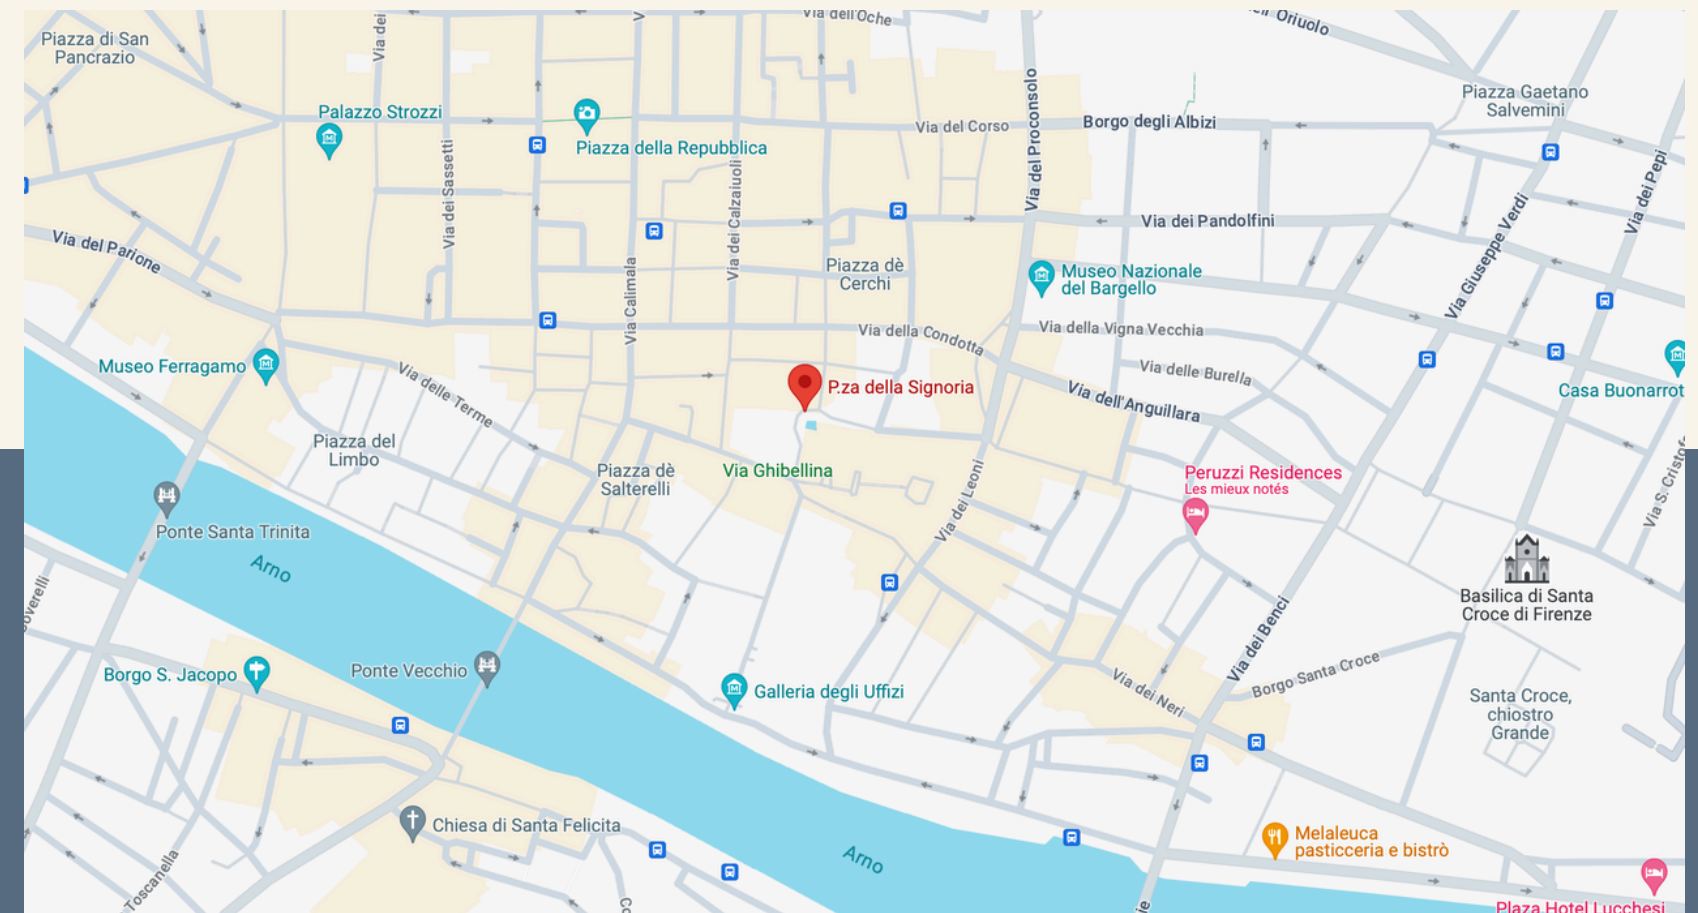 Via dell'Oche
Piazza di San
Pancrazio
Via dei
Piazza Gaetano
Salvemini
Palazzo Strozzi
Piazza della Repubblica
Via del Corso
Via del Proconsolo
Borgo degli Albizi
Via dei Pepi
Via dei Sassetti
Via dei Calzaiuoli
Via dei Pandolfini
Via Giuseppe Verdi
Via del Parione
Via Calimala
Piazza dè
Cerchi
Museo Nazionale
del Bargello
Via della Condotta
Via della Vigna Vecchia
Museo Ferragamo
Via delle Terme
P.za della Signoria
Via delle Burella
Via dell'Anguillara
Casa Buonarrot
Piazza del
Limbo
Piazza dè
Salterelli
Via Ghibellina
Peruzzi Residences
Les mieux notés
Via dei Leoni
Via S. Cristof
Ponte Santa Trinita
Arno
Basilica di Santa
Croce di Firenze
Via dei Benci
Borgo Santa Croce
Borgo S. Jacopo
Ponte Vecchio
Galleria degli Uffizi
Via dei Neri
Santa Croce,
chiostro
Grande
Chiesa di Santa Felicita
Melaleuca
pasticceria e bistrò
Arno
Toscanella
Plaza Hotel Lucchesi